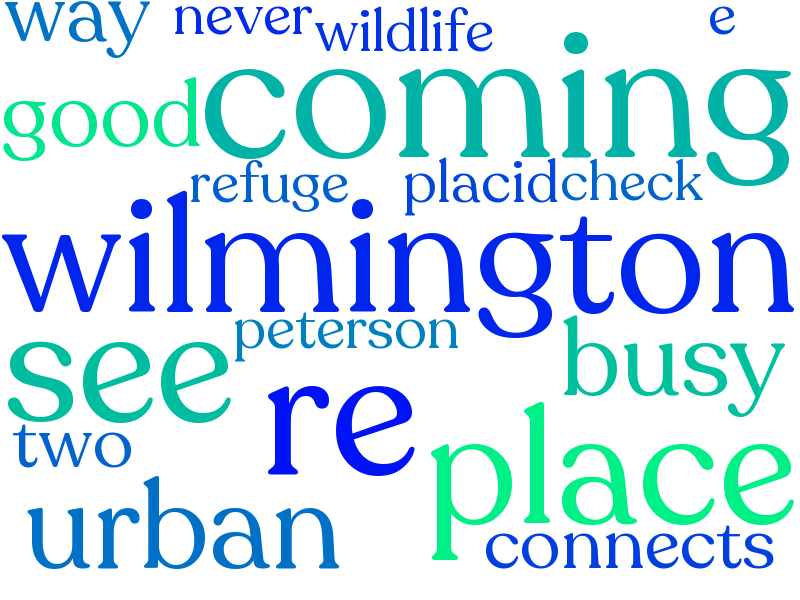 way never wildlife e
good coming
refuge placid check
wilmington
peterson
see busy
re
two place
urban connects